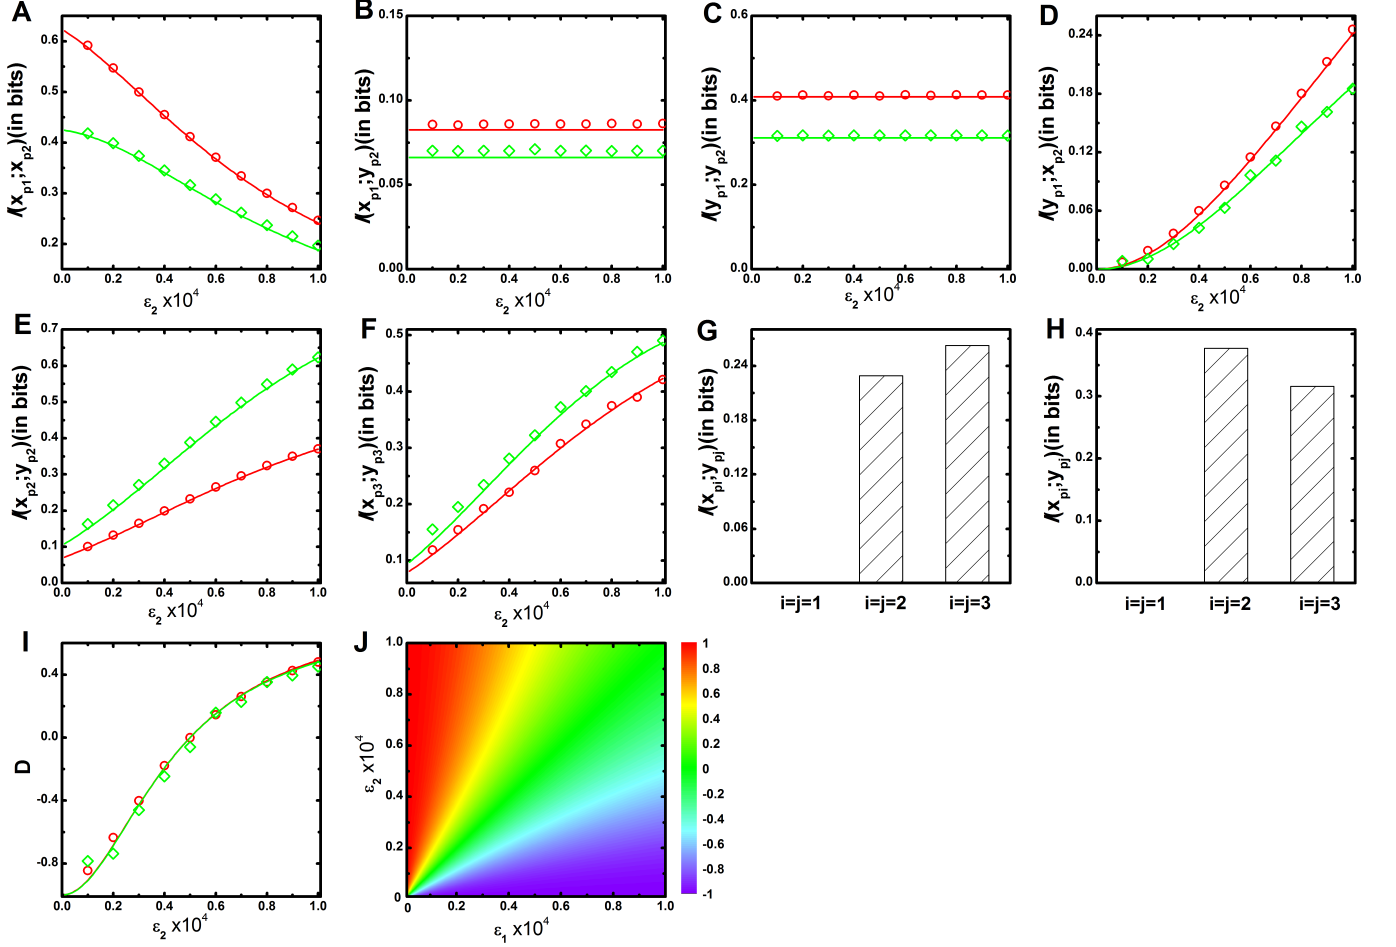 A
I(x_p1;x_p2)(in bits)
0.6
0.5
0.4
0.3
0.2
0.0 0.2 0.4 0.6 0.8 1.0
ε_2 x10^4
B
I(x_p1;y_p2)(in bits)
0.15
0.10
0.05
0.00
0.0 0.2 0.4 0.6 0.8 1.0
ε_2 x10^4
C
I(y_p1;y_p2)(in bits)
0.6
0.4
0.2
0.0
0.0 0.2 0.4 0.6 0.8 1.0
ε_2 x10^4
D
I(y_p1;x_p2)(in bits)
0.24
0.18
0.12
0.06
0.00
0.0 0.2 0.4 0.6 0.8 1.0
ε_2 x10^4
E
I(x_p2;y_p2)(in bits)
0.7
0.6
0.5
0.4
0.3
0.2
0.1
0.0
0.0 0.2 0.4 0.6 0.8 1.0
ε_2 x10^4
F
I(x_p3;y_p3)(in bits)
0.5
0.4
0.3
0.2
0.1
0.0 0.2 0.4 0.6 0.8 1.0
ε_2 x10^4
G
I(x_pi;y_pj)(in bits)
0.24
0.18
0.12
0.06
0.00
i=j=1 i=j=2 i=j=3
H
I(x_pi;y_pj)(in bits)
0.4
0.3
0.2
0.1
0.0
i=j=1 i=j=2 i=j=3
I
D
0.4
0.0
-0.4
-0.8
0.0 0.2 0.4 0.6 0.8 1.0
ε_2 x10^4
J
ε_2 x10^4
1.0
0.8
0.6
0.4
0.2
0
0 0.2 0.4 0.6 0.8 1.0
ε_1 x10^4
1
0.8
0.6
0.4
0.2
0
-0.2
-0.4
-0.6
-0.8
-1